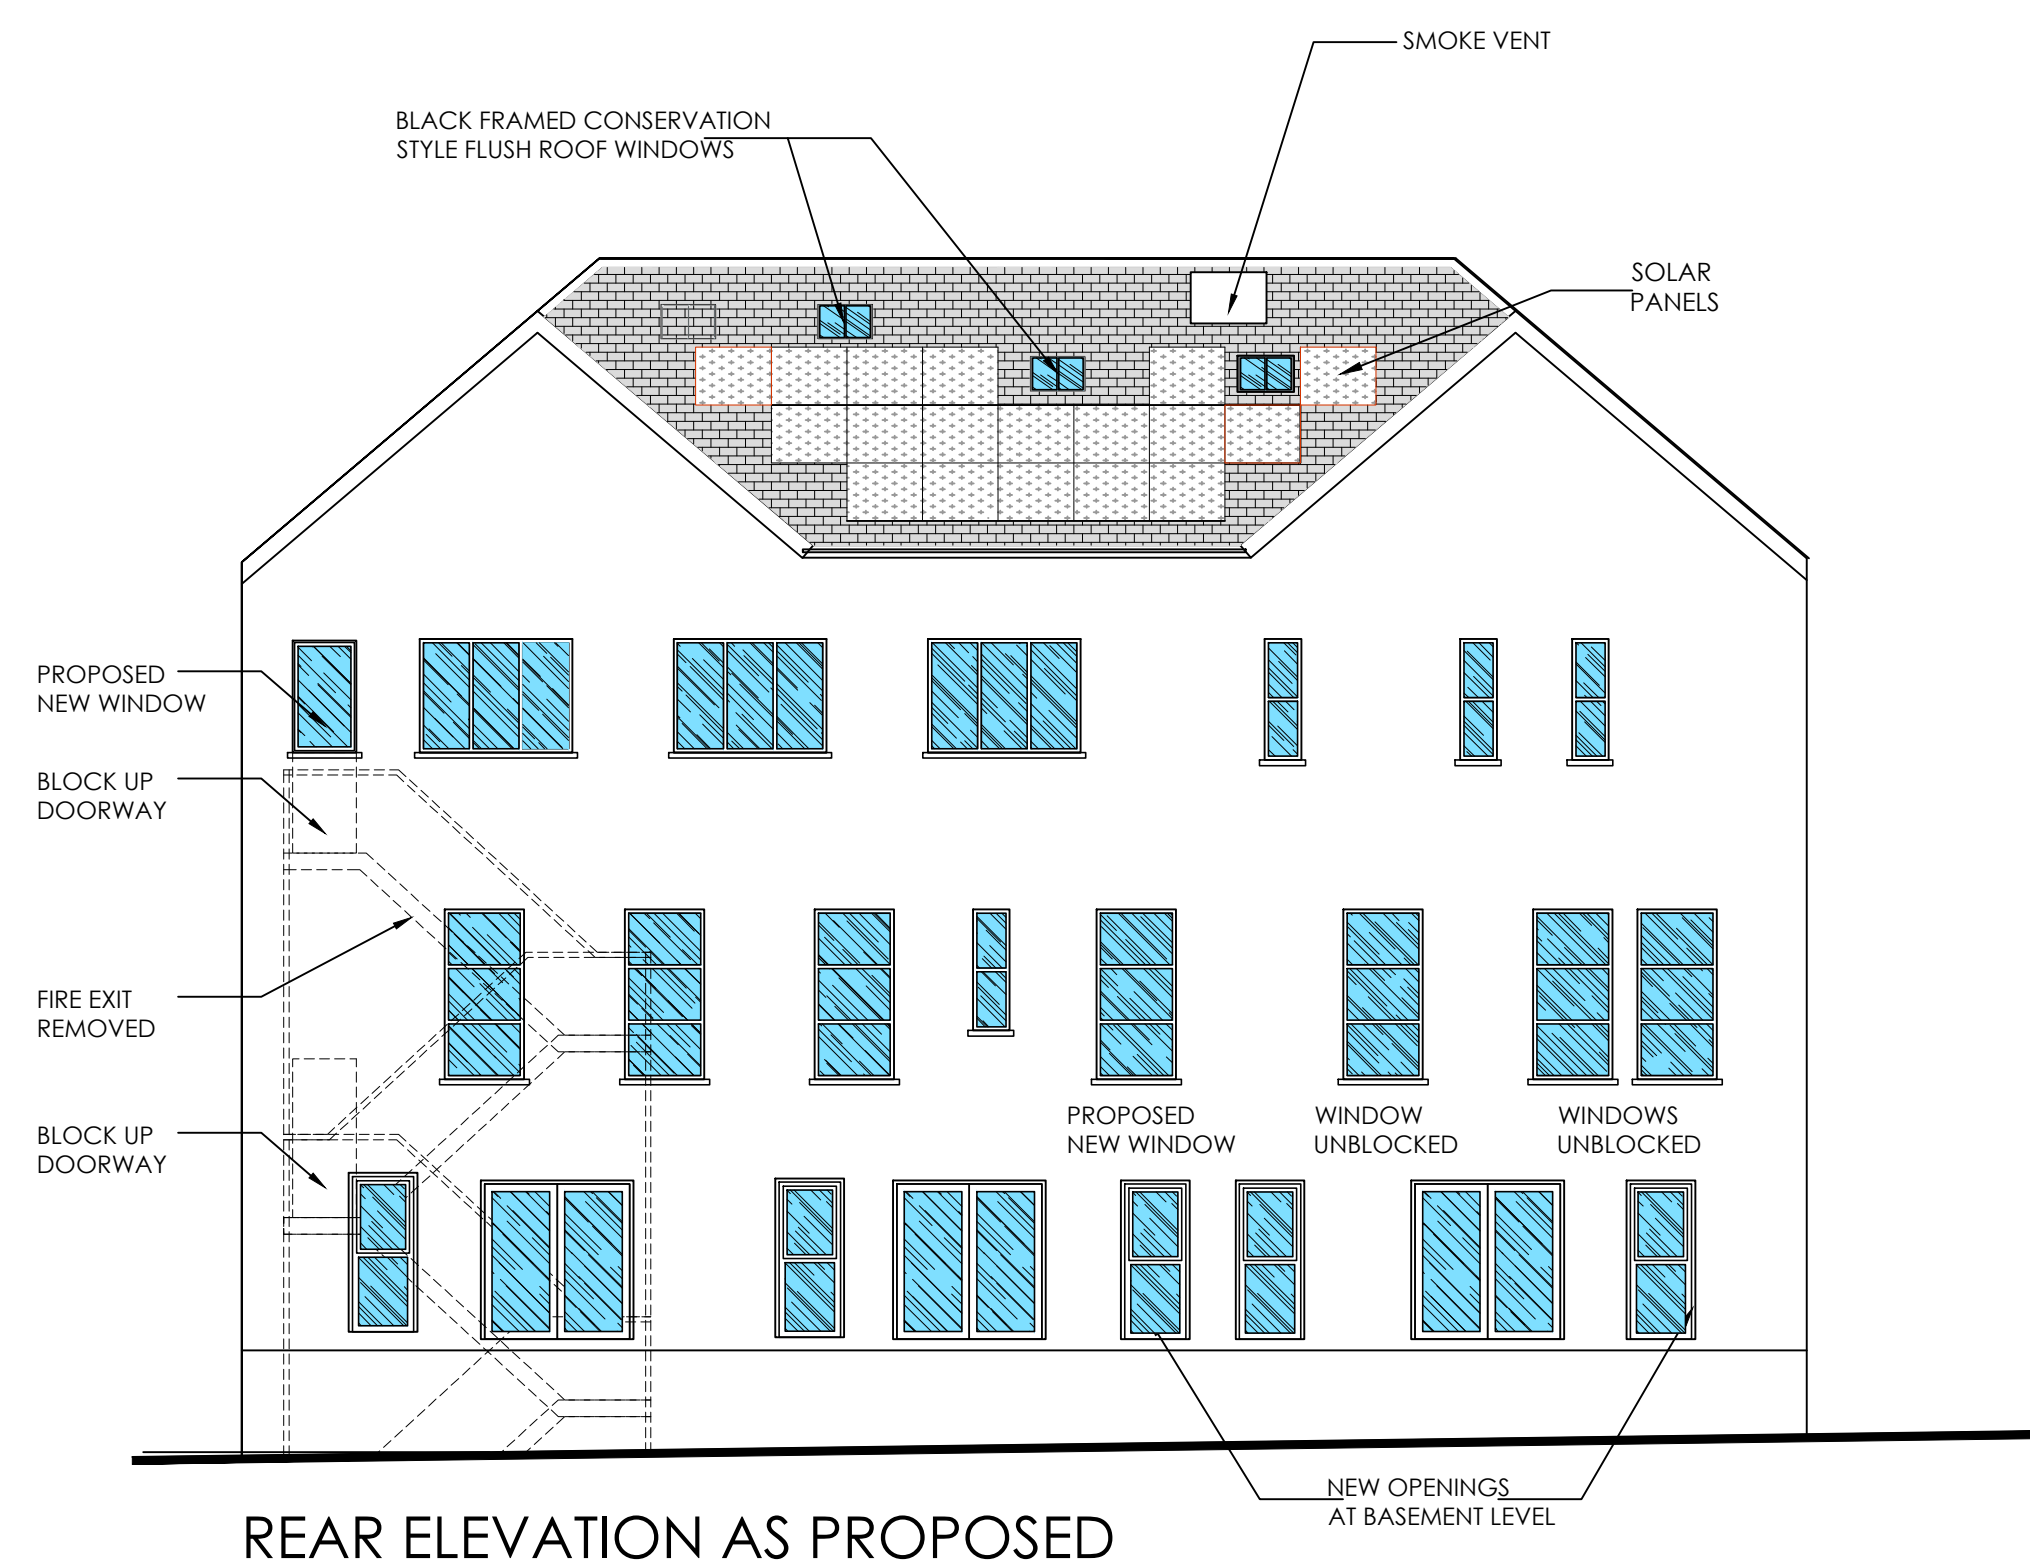 SMOKE VENT
BLACK FRAMED CONSERVATION
STYLE FLUSH ROOF WINDOWS
SOLAR
PANELS
PROPOSED
NEW WINDOW
BLOCK UP
DOORWAY
FIRE EXIT
REMOVED
BLOCK UP
DOORWAY
PROPOSED
NEW WINDOW
WINDOW
UNBLOCKED
WINDOWS
UNBLOCKED
NEW OPENINGS
AT BASEMENT LEVEL
REAR ELEVATION AS PROPOSED